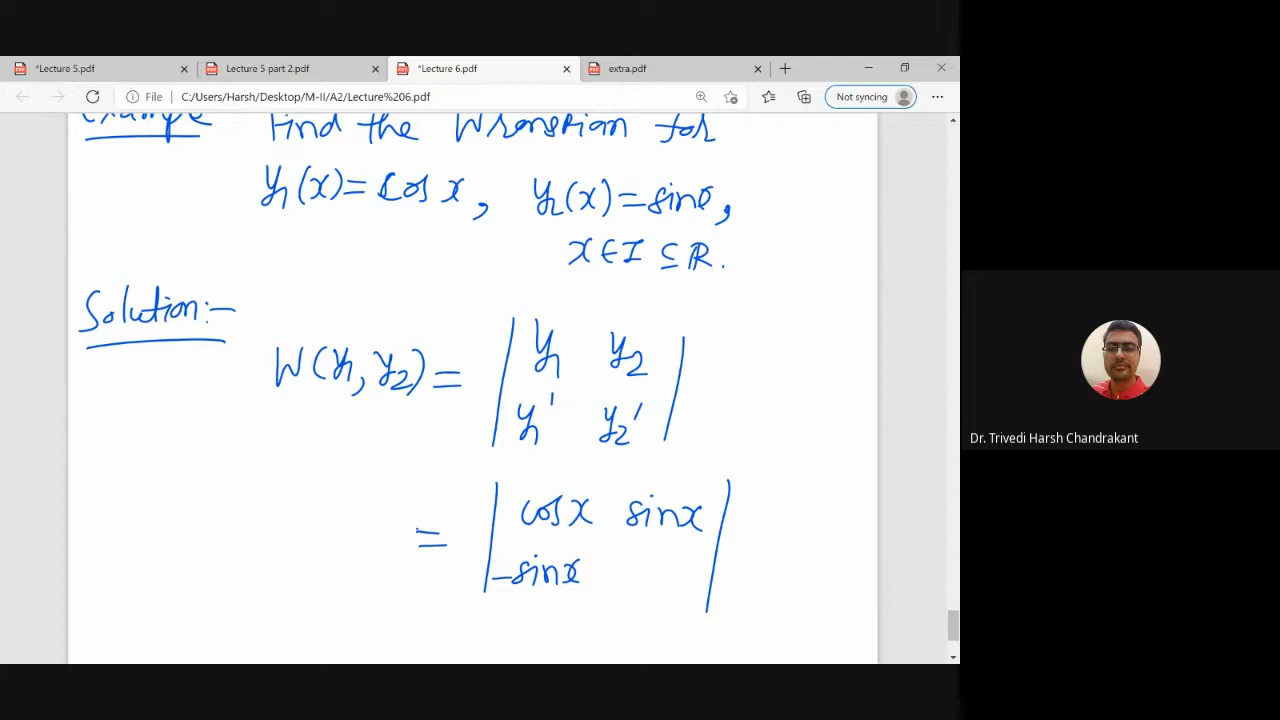 *Lecture 5.pdf
Lecture 5 part 2.pdf
*Lecture 6.pdf
extra.pdf
File
C:/Users/Harsh/Desktop/M-II/A2/Lecture%206.pdf
Not syncing
Example Find the Wronskian for
y₁(x) = cos x, y₂(x) = sin x,
x ∈ I ⊆ ℝ.
Solution:-
W(y₁, y₂) = | y₁ y₂ |
| y₁' y₂' |
= | cos x sin x |
| -sin x |
Dr. Trivedi Harsh Chandrakant